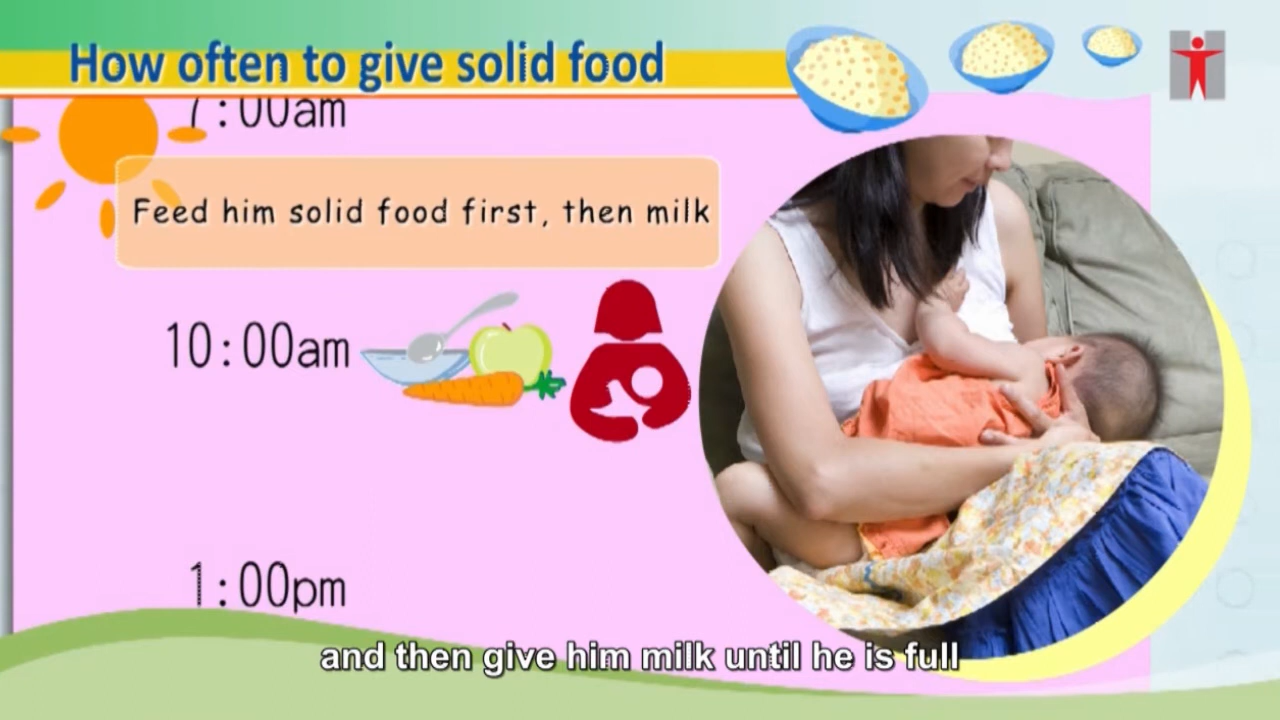 How often to give solid food
7:00am
Feed him solid food first, then milk
10:00am
1:00pm
and then give him milk until he is full